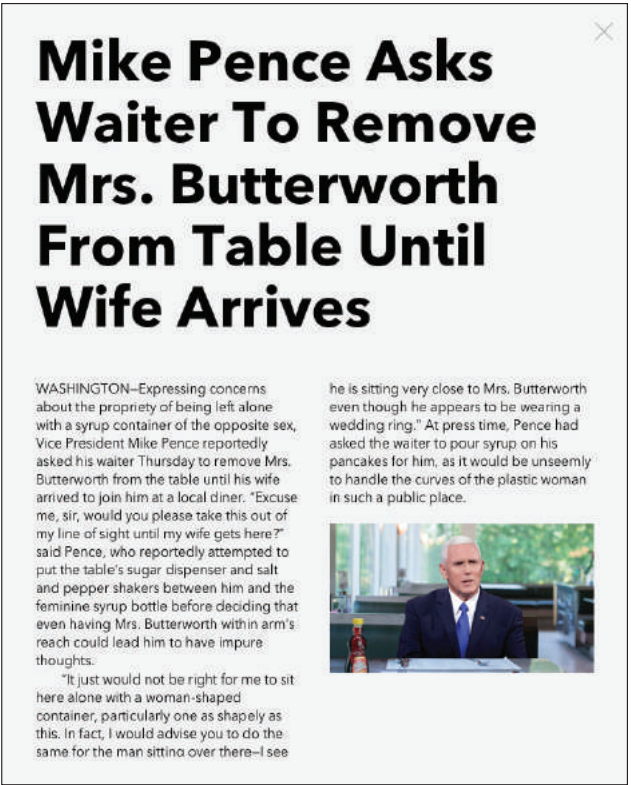 Mike Pence Asks
Waiter To Remove
Mrs. Butterworth
From Table Until
Wife Arrives
WASHINGTON—Expressing concerns
about the propriety of being left alone
with a syrup container of the opposite sex,
Vice President Mike Pence reportedly
asked his waiter Thursday to remove Mrs.
Butterworth from the table until his wife
arrived to join him at a local diner. "Excuse
me, sir, would you please take this out of
my line of sight until my wife gets here?"
said Pence, who reportedly attempted to
put the table's sugar dispenser and salt
and pepper shakers between him and the
feminine syrup bottle before deciding that
even having Mrs. Butterworth within arm's
reach could lead him to have impure
thoughts.
"It just would not be right for me to sit
here alone with a woman-shaped
container, particularly one as shapely as
this. In fact, I would advise you to do the
same for the man sitting over there—I see
he is sitting very close to Mrs. Butterworth
even though he appears to be wearing a
wedding ring." At press time, Pence had
asked the waiter to pour syrup on his
pancakes for him, as it would be unseemly
to handle the curves of the plastic woman
in such a public place.